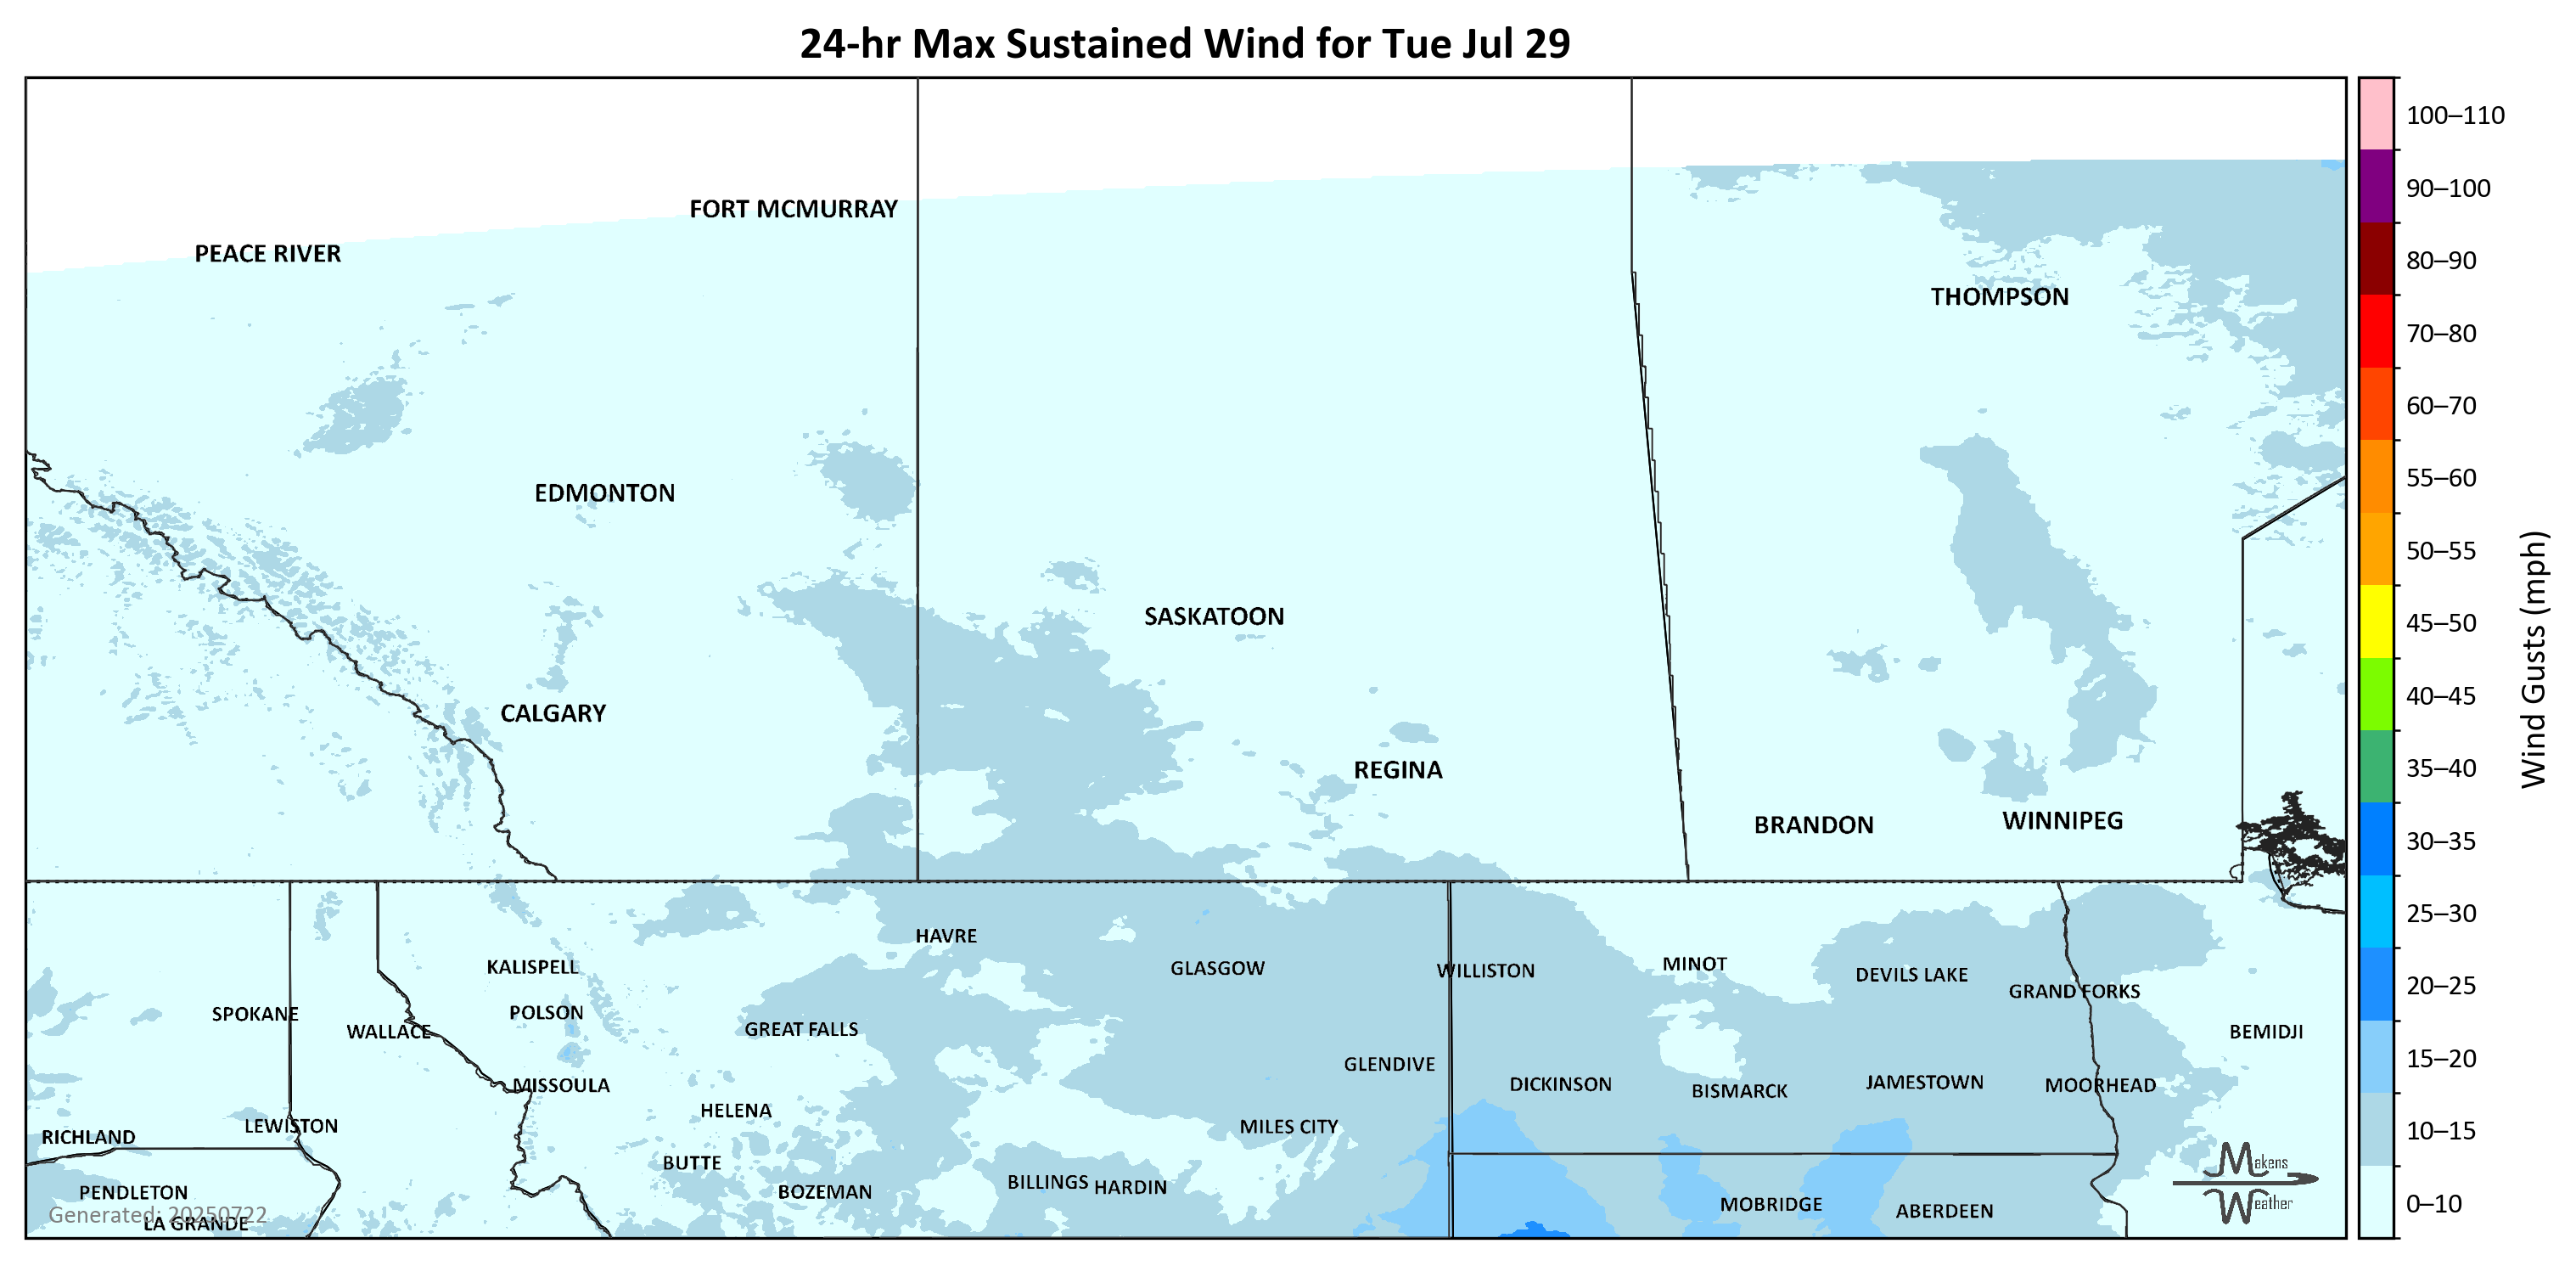 24-hr Max Sustained Wind for Tue Jul 29
100–110
90–100
80–90
70–80
60–70
55–60
50–55
45–50
40–45
35–40
30–35
25–30
20–25
15–20
10–15
0–10
Wind Gusts (mph)
FORT MCMURRAY
PEACE RIVER
THOMPSON
EDMONTON
SASKATOON
CALGARY
REGINA
BRANDON
WINNIPEG
HAVRE
KALISPELL
GLASGOW
WILLISTON
MINOT
DEVILS LAKE
GRAND FORKS
SPOKANE
POLSON
WALLACE
GREAT FALLS
BEMIDJI
GLENDIVE
MISSOULA
DICKINSON
BISMARCK
JAMESTOWN
MOORHEAD
HELENA
LEWISTON
MILES CITY
RICHLAND
BUTTE
BILLINGS
HARDIN
BOZEMAN
PENDLETON
MOBRIDGE
ABERDEEN
Generated: 20250722
LA GRANDE
Makens
Weather